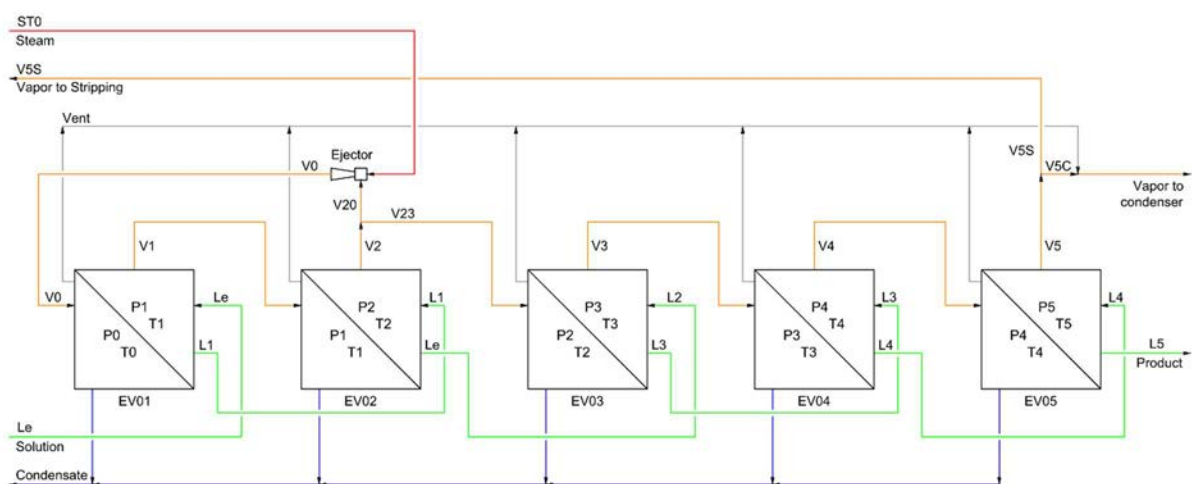 ST0
Steam
V5S
Vapor to Stripping
Vent
Ejector
V0
V5S
V5C
Vapor to
condenser
V20
V23
V1
V2
V3
V4
V5
V0
P1
T1
P0
T0
Le
L1
P2
T2
P1
T1
L1
Le
P3
T3
P2
T2
L2
L3
P4
T4
P3
T3
L3
L4
P5
T5
P4
T4
L4
L5
Product
EV01
EV02
EV03
EV04
EV05
Le
Solution
Condensate